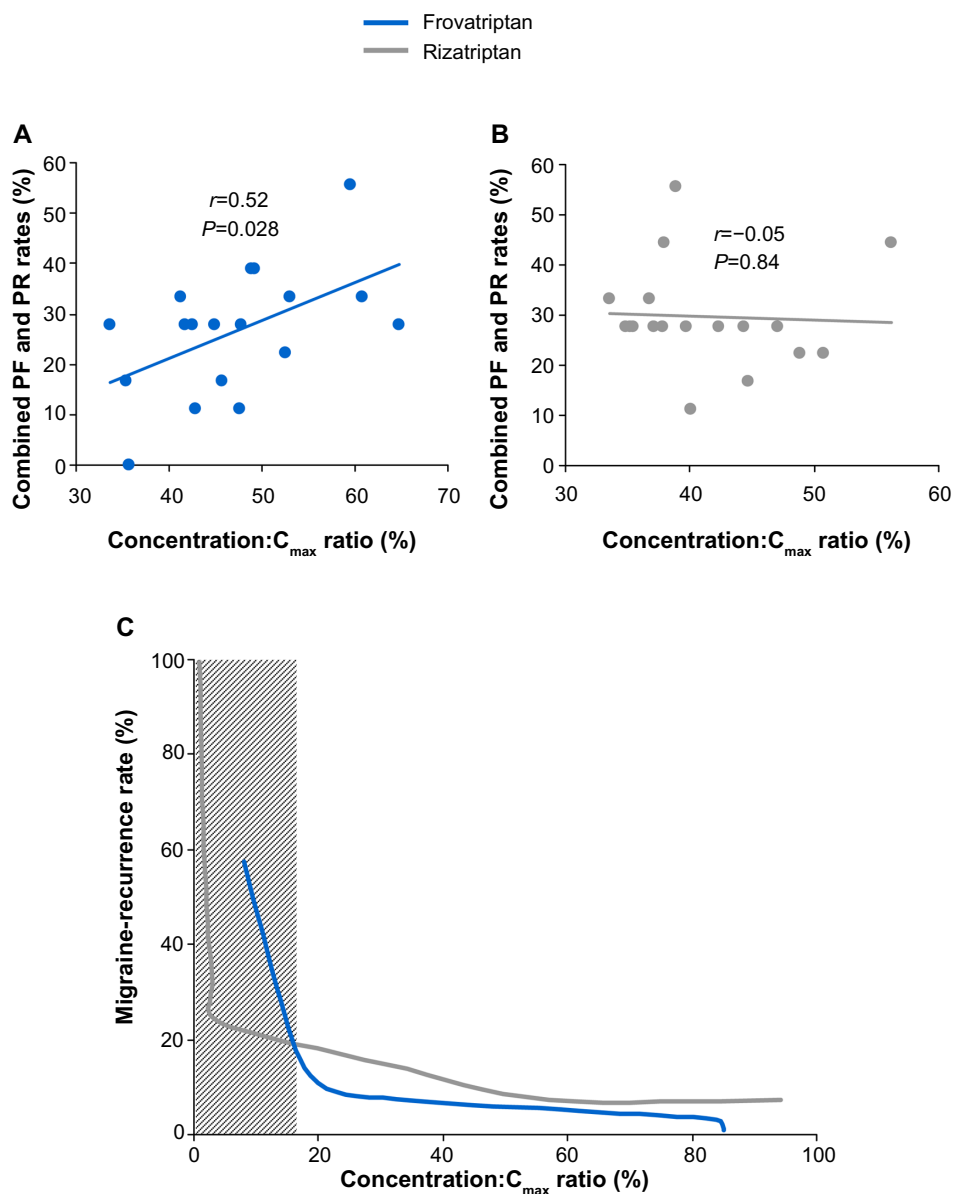 Frovatriptan
Rizatriptan
A
Combined PF and PR rates (%)
60
50
40
30
20
10
0
r=0.52
P=0.028
30
40
50
60
70
Concentration:Cmax ratio (%)
B
Combined PF and PR rates (%)
60
50
40
30
20
10
0
r=−0.05
P=0.84
30
40
50
60
Concentration:Cmax ratio (%)
C
Migraine-recurrence rate (%)
100
80
60
40
20
0
0
20
40
60
80
100
Concentration:Cmax ratio (%)